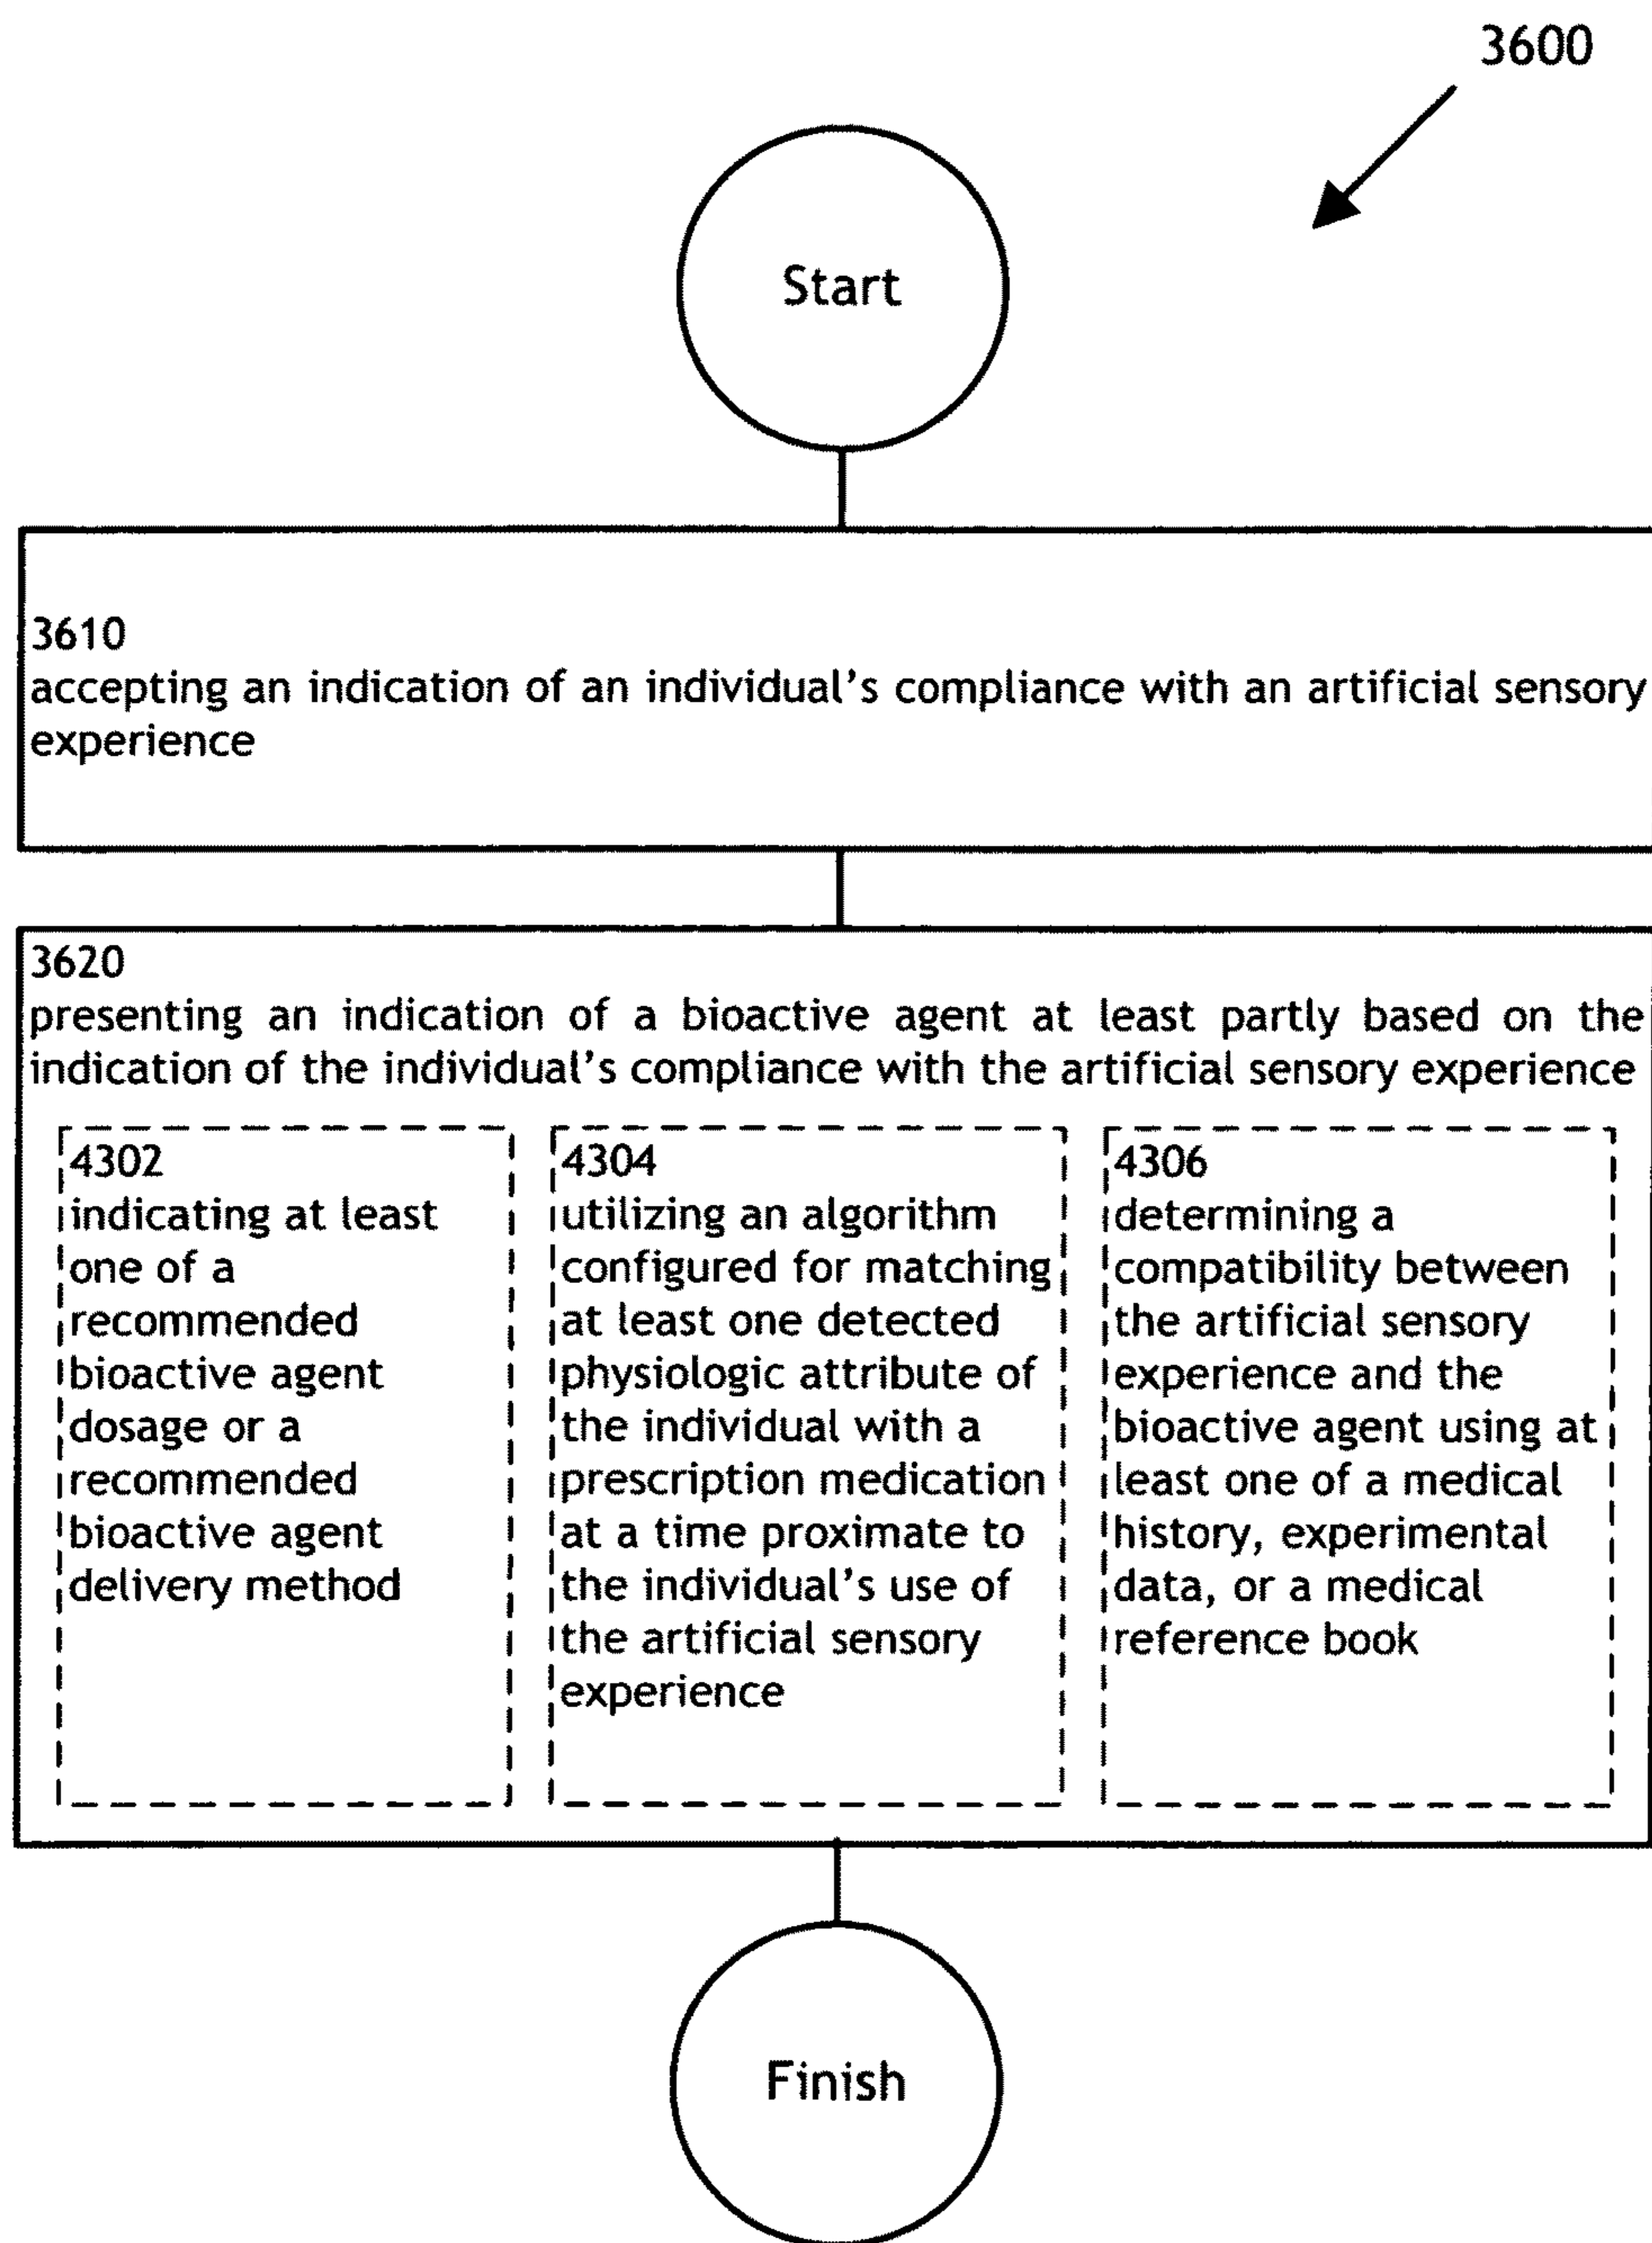 3600
Start
3610
accepting an indication of an individual's compliance with an artificial sensory
experience
3620
presenting an indication of a bioactive agent at least partly based on the
indication of the individual's compliance with the artificial sensory experience
4302
indicating at least
one of a
recommended
bioactive agent
dosage or a
recommended
bioactive agent
delivery method
4304
utilizing an algorithm
configured for matching
at least one detected
physiologic attribute of
the individual with a
prescription medication
at a time proximate to
the individual's use of
the artificial sensory
experience
4306
determining a
compatibility between
the artificial sensory
experience and the
bioactive agent using at
least one of a medical
history, experimental
data, or a medical
reference book
Finish